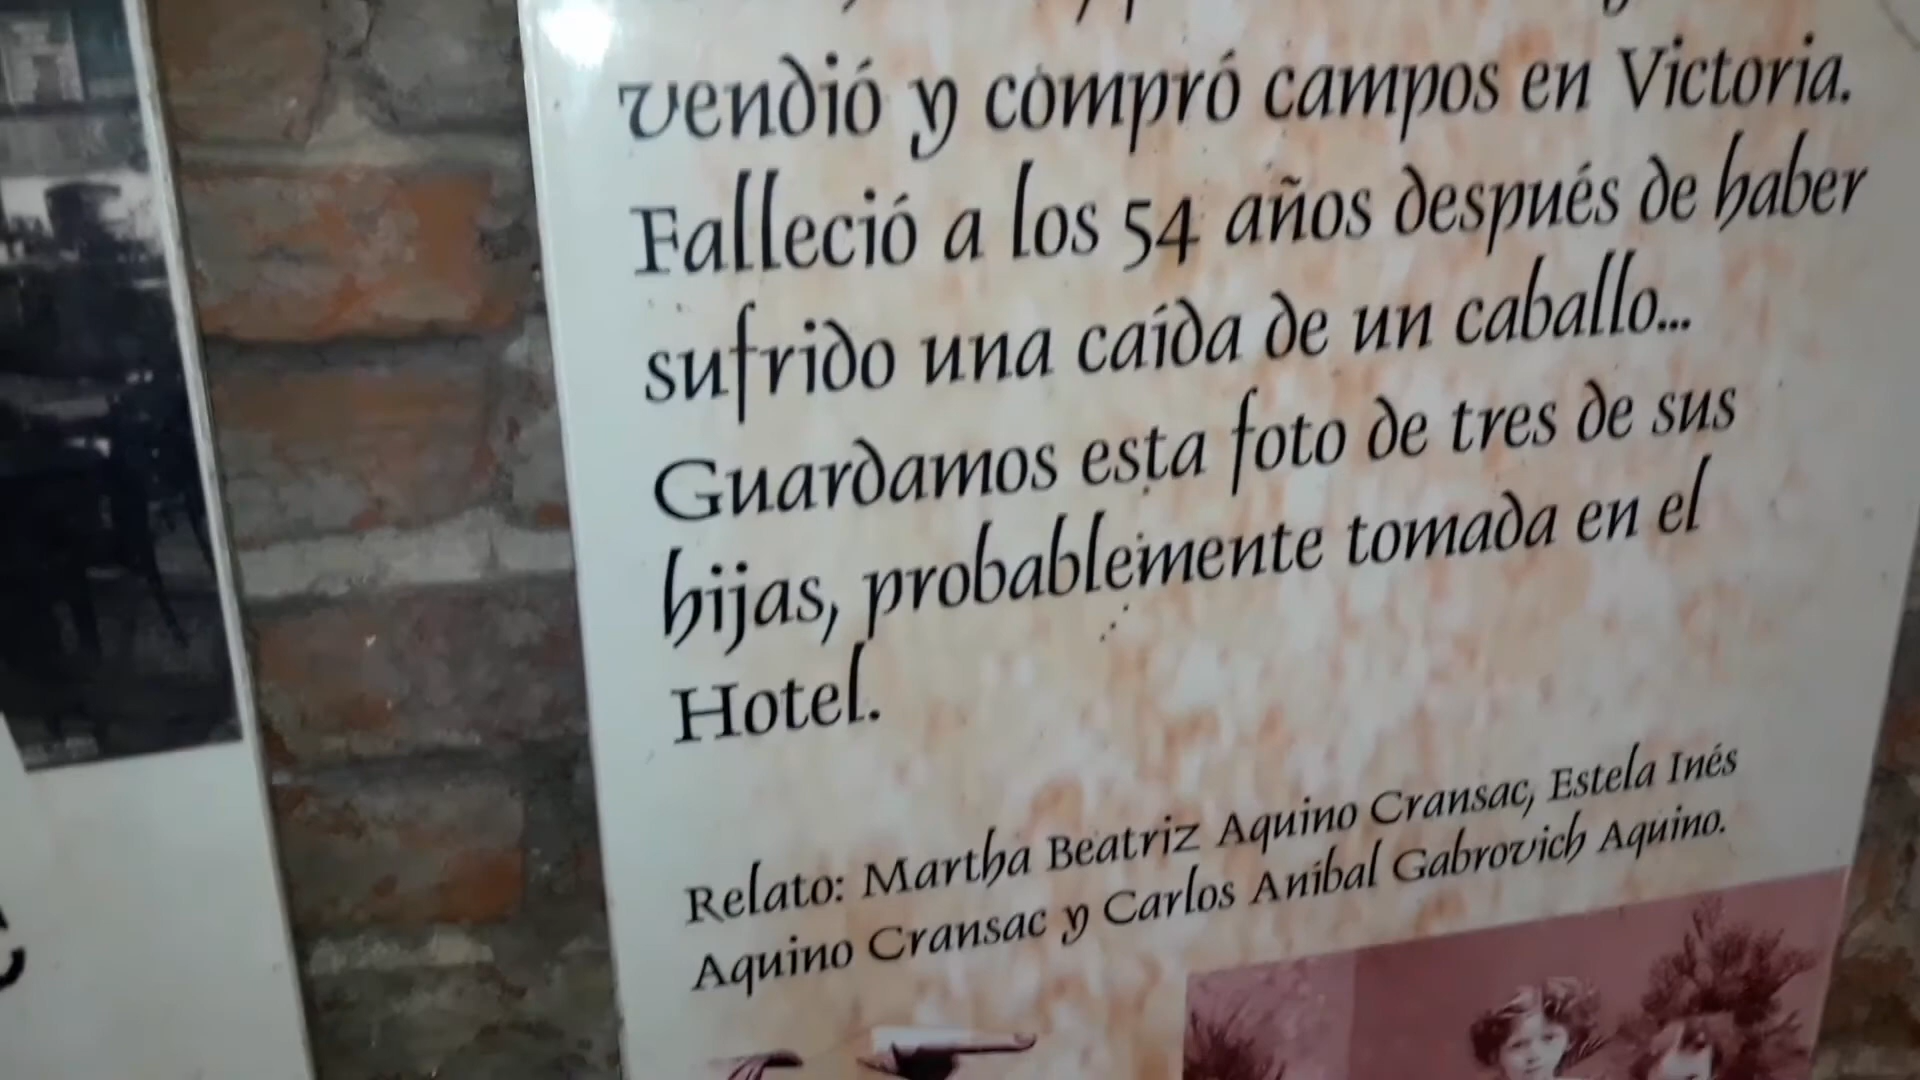 vendió y compró campos en Victoria.
Falleció a los 54 años después de haber
sufrido una caída de un caballo...
Guardamos esta foto de tres de sus
hijas, probablemente tomada en el
Hotel.
Relato: Martha Beatriz Aquino Cransac, Estela Inés
Aquino Cransac y Carlos Anibal Gabrovich Aquino.